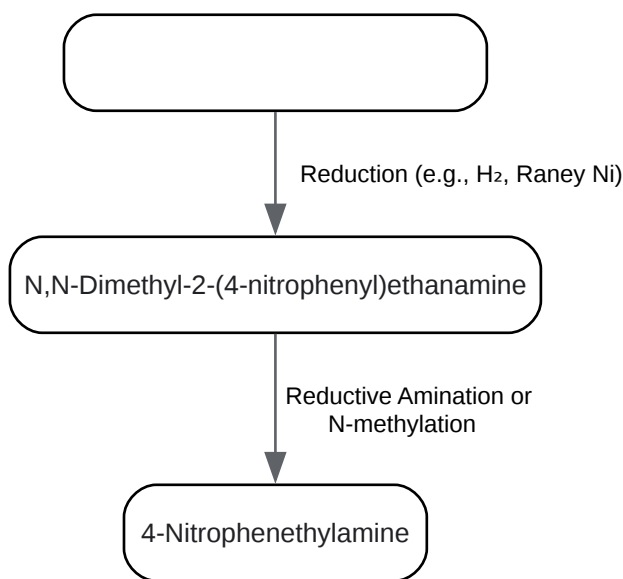 Reduction (e.g., H₂, Raney Ni)
N,N-Dimethyl-2-(4-nitrophenyl)ethanamine
Reductive Amination or
N-methylation
4-Nitrophenethylamine